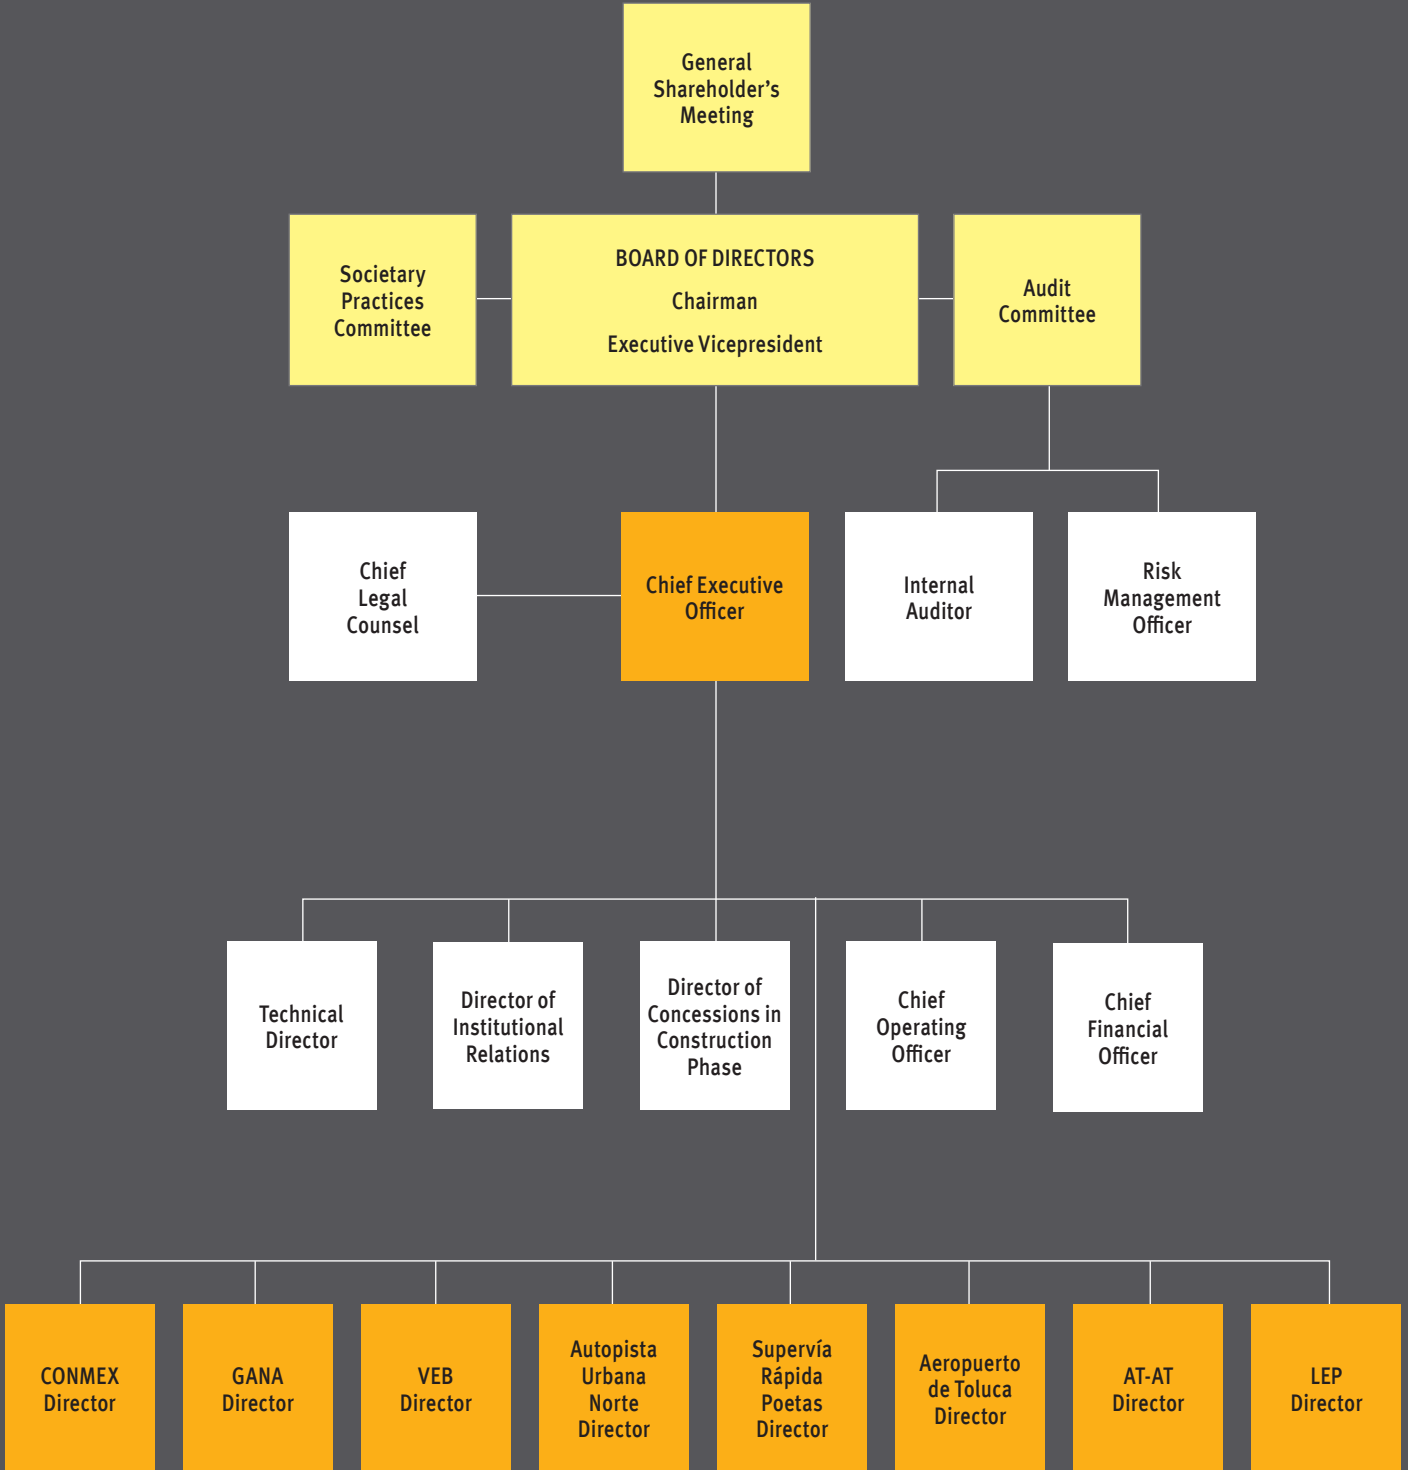 General
Shareholder’s
Meeting
Societary
Practices
Committee
BOARD OF DIRECTORS
Chairman
Executive Vicepresident
Audit
Committee
Chief
Legal
Counsel
Chief Executive
Officer
Internal
Auditor
Risk
Management
Officer
Technical
Director
Director of
Institutional
Relations
Director of
Concessions in
Construction
Phase
Chief
Operating
Officer
Chief
Financial
Officer
CONMEX
Director
GANA
Director
VEB
Director
Autopista
Urbana
Norte
Director
Supervía
Rápida
Poetas
Director
Aeropuerto
de Toluca
Director
AT-AT
Director
LEP
Director